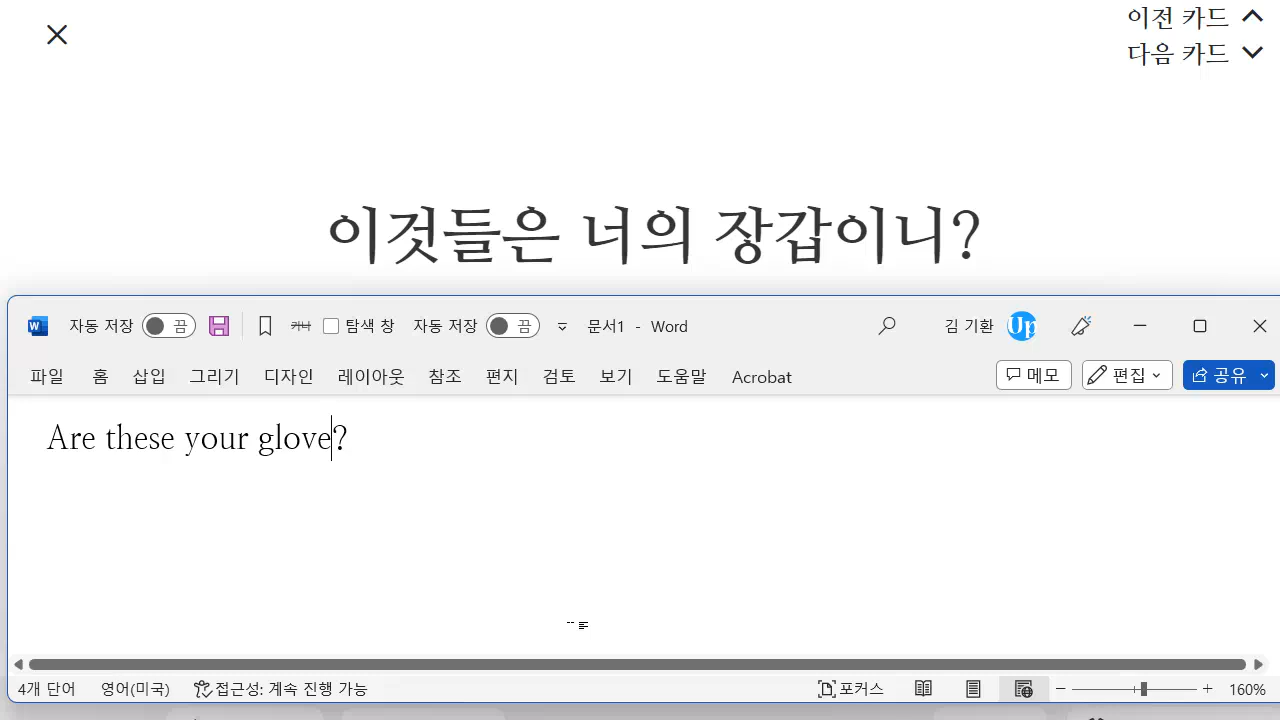 이전 카드
다음 카드
이것들은 너의 장갑이니?
자동 저장 끔 가나 탐색 창 자동 저장 끔 문서1 - Word 김 기환 Up
파일 홈 삽입 그리기 디자인 레이아웃 참조 편지 검토 보기 도움말 Acrobat 메모 편집 공유
Are these your glove?
4개 단어 영어(미국) 접근성: 계속 진행 가능 포커스 160%